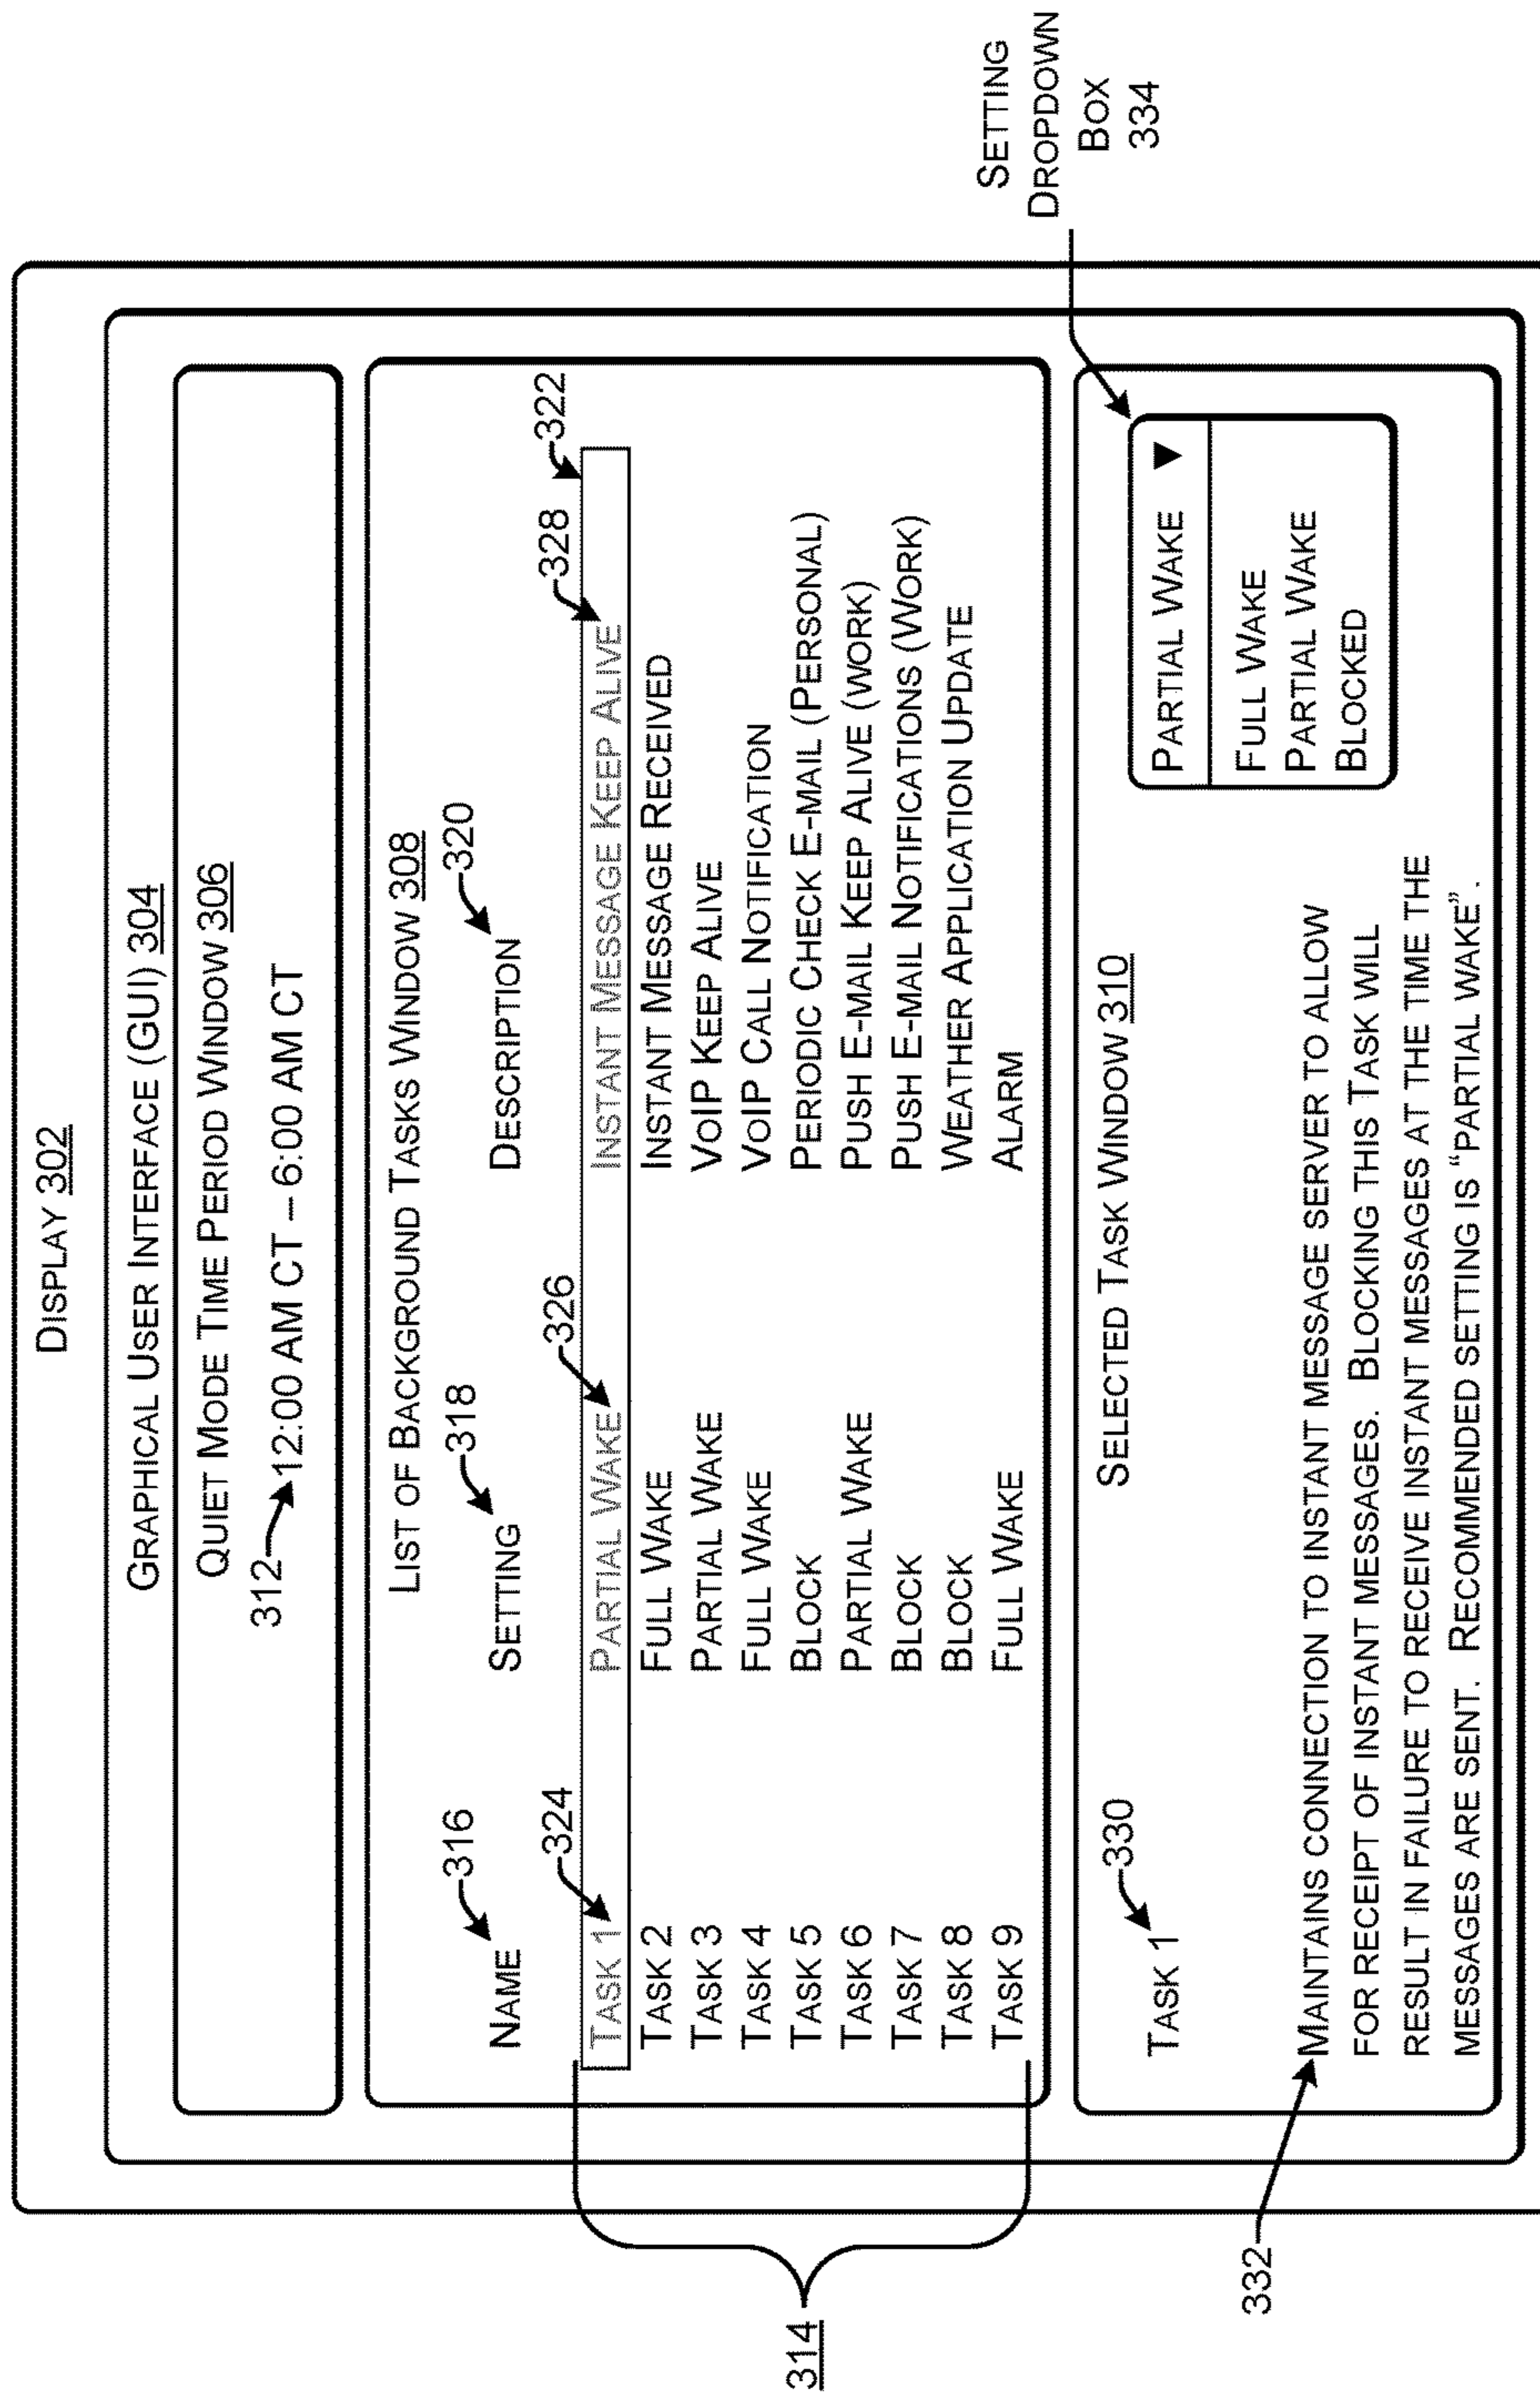 DISPLAY 302
GRAPHICAL USER INTERFACE (GUI) 304
QUIET MODE TIME PERIOD WINDOW 306
312 12:00 AM CT – 6:00 AM CT
LIST OF BACKGROUND TASKS WINDOW 308
316 318 320
NAME SETTING DESCRIPTION
324 326 328 322
TASK 1 PARTIAL WAKE INSTANT MESSAGE KEEP ALIVE
TASK 2 FULL WAKE INSTANT MESSAGE RECEIVED
TASK 3 PARTIAL WAKE VOIP KEEP ALIVE
TASK 4 FULL WAKE VOIP CALL NOTIFICATION
TASK 5 BLOCK PERIODIC CHECK E-MAIL (PERSONAL)
TASK 6 PARTIAL WAKE PUSH E-MAIL KEEP ALIVE (WORK)
TASK 7 BLOCK PUSH E-MAIL NOTIFICATIONS (WORK)
TASK 8 BLOCK WEATHER APPLICATION UPDATE
TASK 9 FULL WAKE ALARM
314
SELECTED TASK WINDOW 310
330
TASK 1
PARTIAL WAKE ▼
FULL WAKE
PARTIAL WAKE
BLOCKED
SETTING
DROPDOWN
BOX
334
332
MAINTAINS CONNECTION TO INSTANT MESSAGE SERVER TO ALLOW
FOR RECEIPT OF INSTANT MESSAGES. BLOCKING THIS TASK WILL
RESULT IN FAILURE TO RECEIVE INSTANT MESSAGES AT THE TIME THE
MESSAGES ARE SENT. RECOMMENDED SETTING IS “PARTIAL WAKE”.